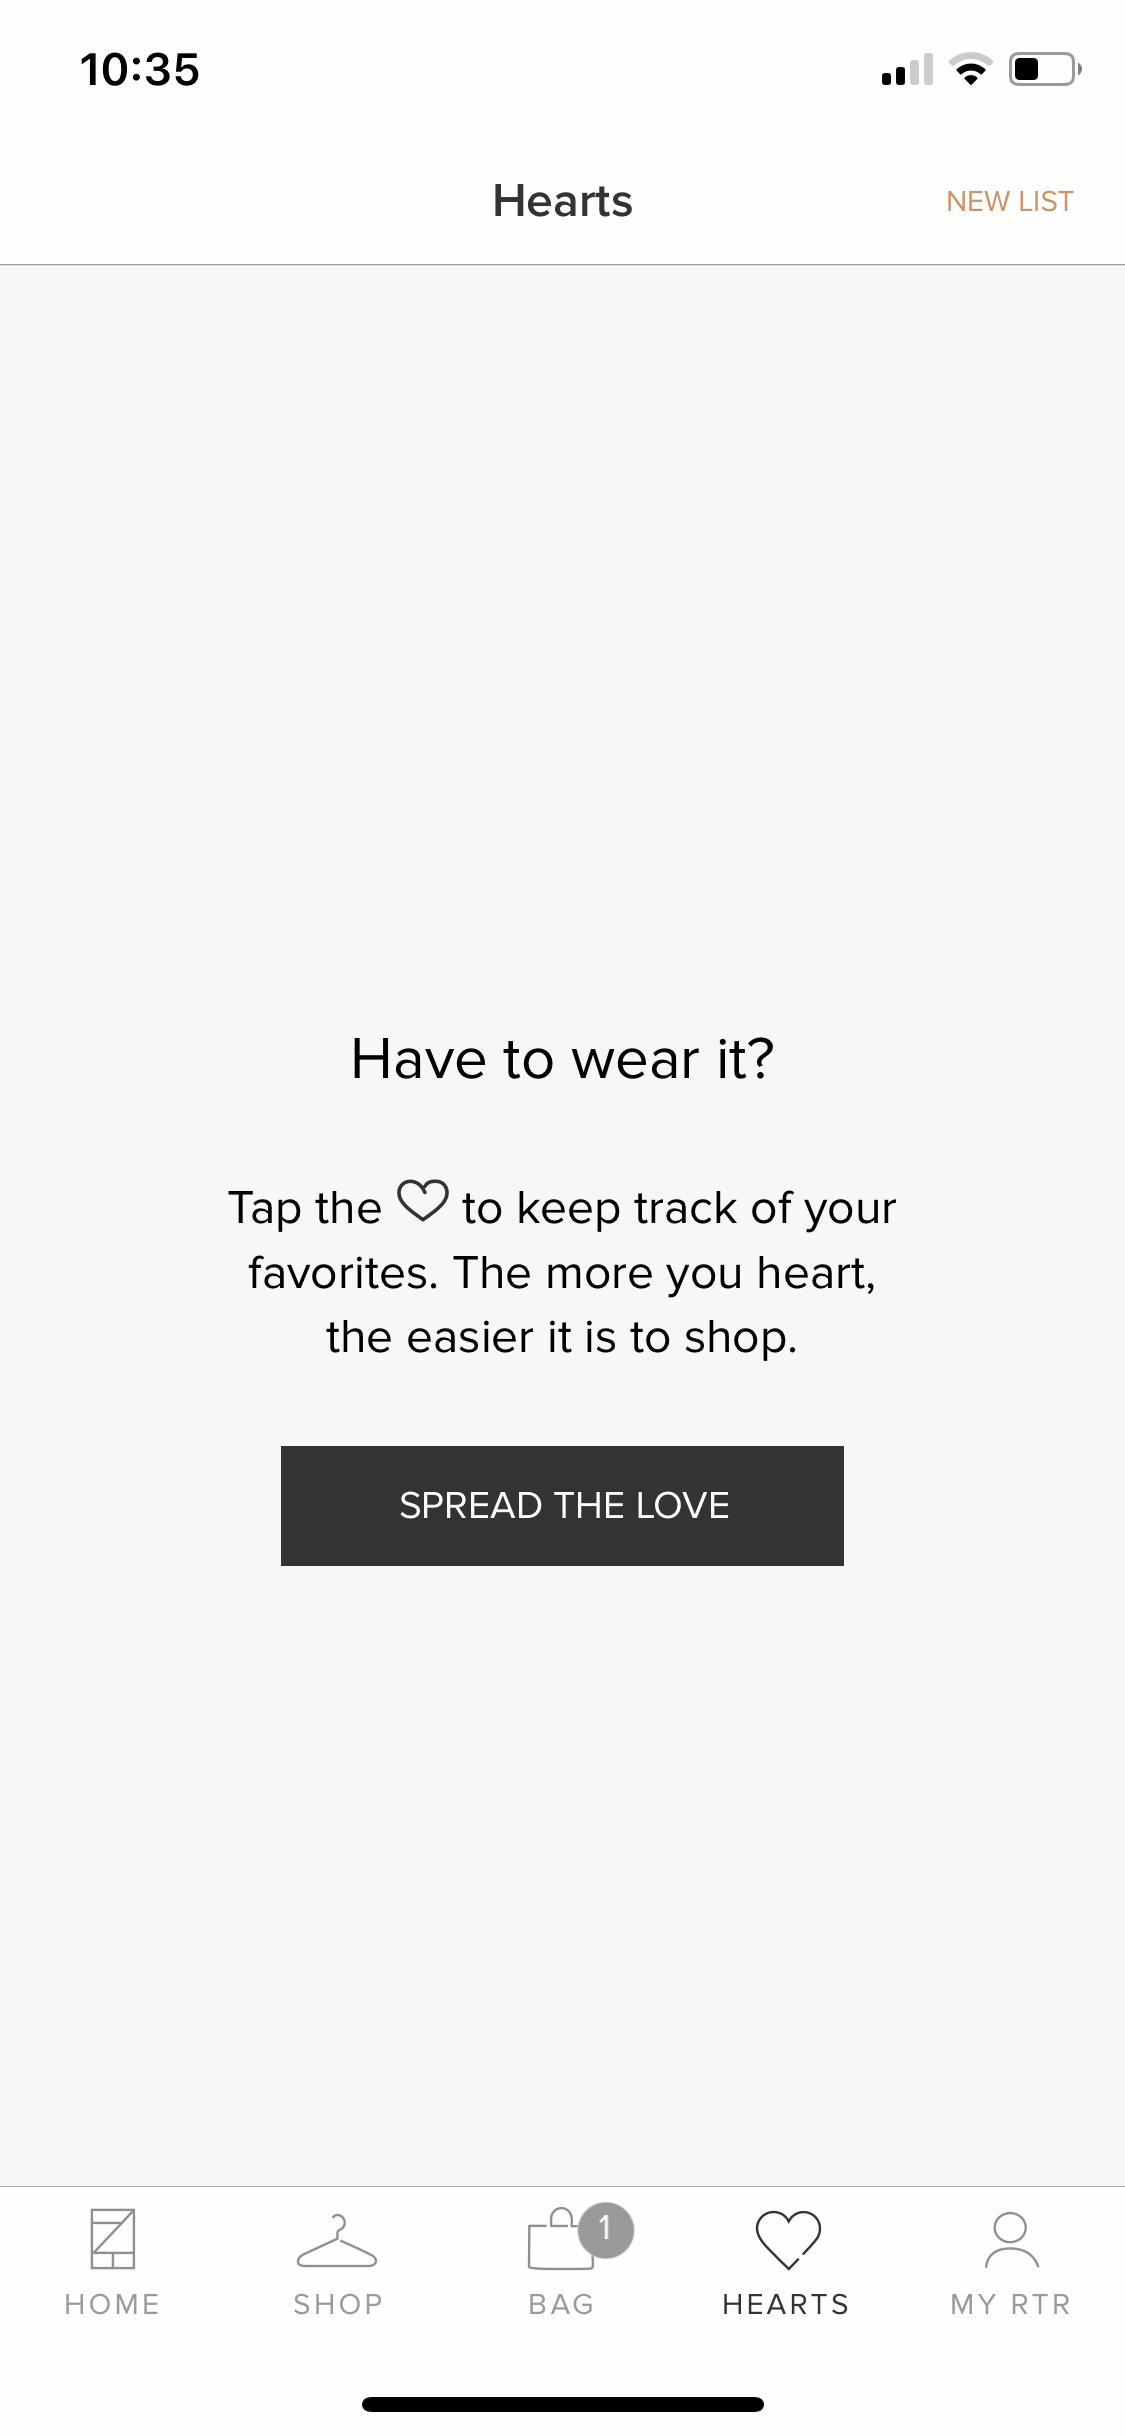 10:35
Hearts
NEW LIST
Have to wear it?
Tap the to keep track of your
favorites. The more you heart,
the easier it is to shop.
SPREAD THE LOVE
1
HOME
SHOP
BAG
HEARTS
MY RTR